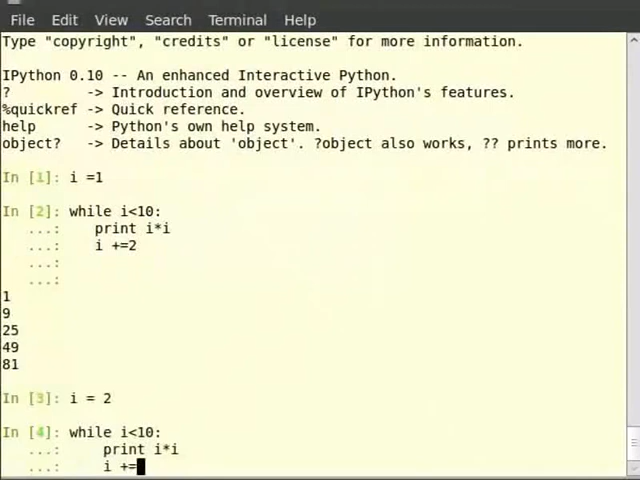 File Edit View Search Terminal Help
Type "copyright", "credits" or "license" for more information.
IPython 0.10 -- An enhanced Interactive Python.
?         -> Introduction and overview of IPython's features.
%quickref -> Quick reference.
help      -> Python's own help system.
object?   -> Details about 'object'. ?object also works, ?? prints more.
In [1]: i =1
In [2]: while i<10:
   ...:    print i*i
   ...:    i +=2
   ...:
   ...:
1
9
25
49
81
In [3]: i = 2
In [4]: while i<10:
   ...:     print i*i
   ...:     i +=